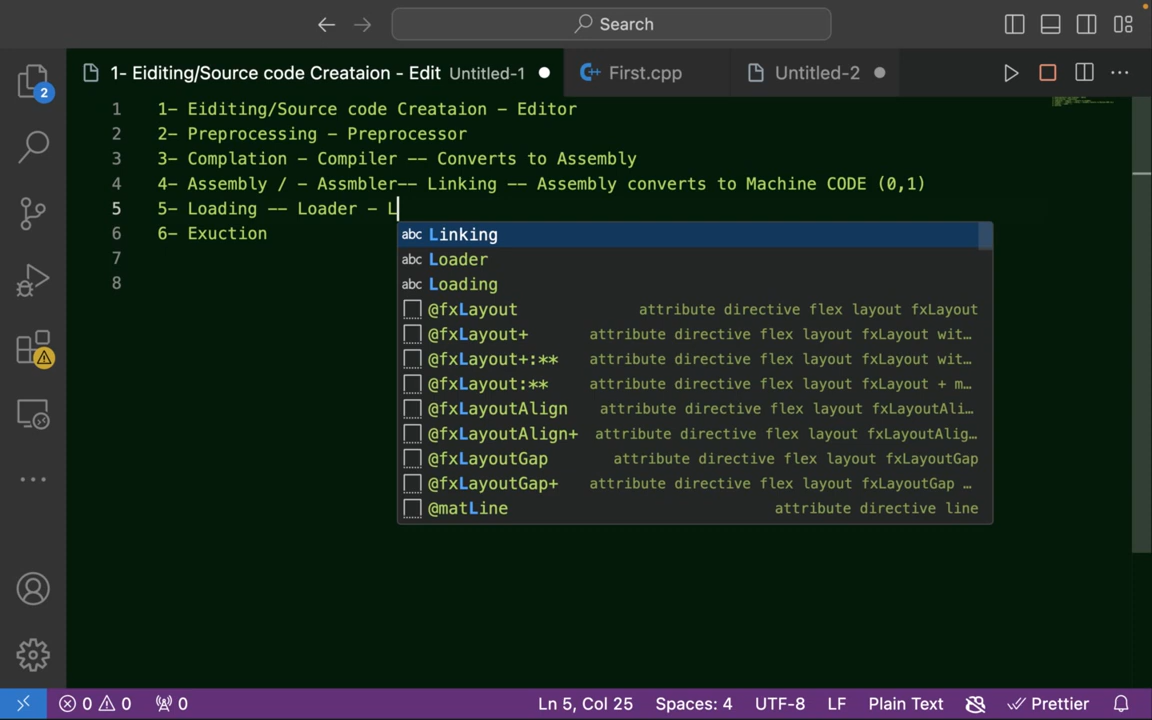 Search
1- Eiditing/Source code Creataion - Edit Untitled-1
First.cpp
Untitled-2
2
1 1- Eiditing/Source code Creataion - Editor
2 2- Preprocessing - Preprocessor
3 3- Complation - Compiler -- Converts to Assembly
4 4- Assembly / - Assmbler-- Linking -- Assembly converts to Machine CODE (0,1)
5 5- Loading -- Loader - L
6 6- Exuction
7
8
abc Linking
abc Loader
abc Loading
@fxLayout attribute directive flex layout fxLayout
@fxLayout+ attribute directive flex layout fxLayout wit…
@fxLayout:** attribute directive flex layout fxLayout + m…
@fxLayout+:** attribute directive flex layout fxLayout wit…
@fxLayoutAlign attribute directive flex layout fxLayoutAli…
@fxLayoutAlign+ attribute directive flex layout fxLayoutAlig…
@fxLayoutGap attribute directive flex layout fxLayoutGap
@fxLayoutGap+ attribute directive flex layout fxLayoutGap …
@matLine attribute directive line
0 0 0 Ln 5, Col 25 Spaces: 4 UTF-8 LF Plain Text Prettier